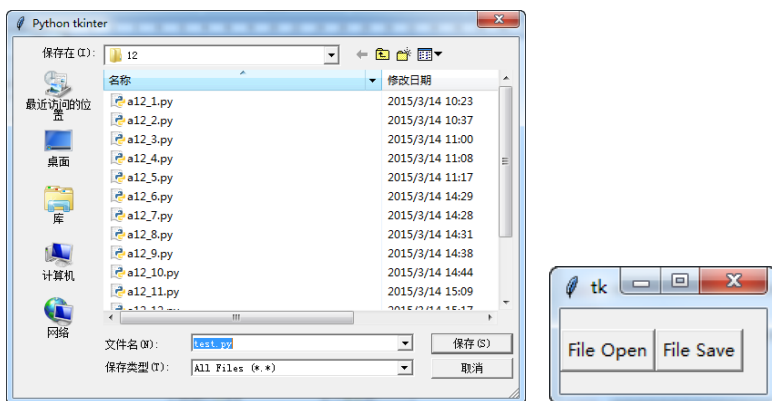 Python tkinter
保存在(I):
12
名称
修改日期
最近访问的位置
桌面
库
计算机
网络
a12_1.py 2015/3/14 10:23
a12_2.py 2015/3/14 10:37
a12_3.py 2015/3/14 11:00
a12_4.py 2015/3/14 11:08
a12_5.py 2015/3/14 11:17
a12_6.py 2015/3/14 14:29
a12_7.py 2015/3/14 14:28
a12_8.py 2015/3/14 14:31
a12_9.py 2015/3/14 14:38
a12_10.py 2015/3/14 14:44
a12_11.py 2015/3/14 15:09
文件名(N): test.py 保存(S)
保存类型(T): All Files (*.*) 取消
tk
File Open File Save